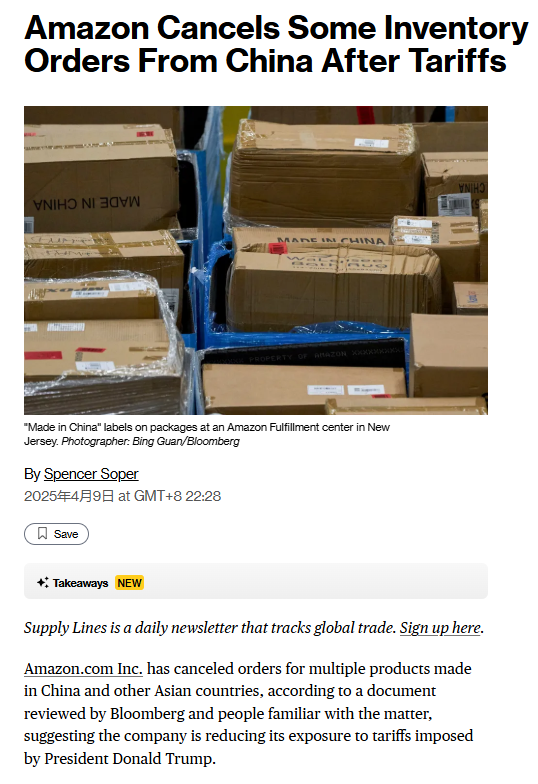 Amazon Cancels Some Inventory
Orders From China After Tariffs
MADE IN CHINA
MADE IN CHINA
PROPERTY OF AMAZON
"Made in China" labels on packages at an Amazon Fulfillment center in New
Jersey. Photographer: Bing Guan/Bloomberg
By Spencer Soper
2025年4月9日 at GMT+8 22:28
Save
Takeaways NEW
Supply Lines is a daily newsletter that tracks global trade. Sign up here.
Amazon.com Inc. has canceled orders for multiple products made
in China and other Asian countries, according to a document
reviewed by Bloomberg and people familiar with the matter,
suggesting the company is reducing its exposure to tariffs imposed
by President Donald Trump.